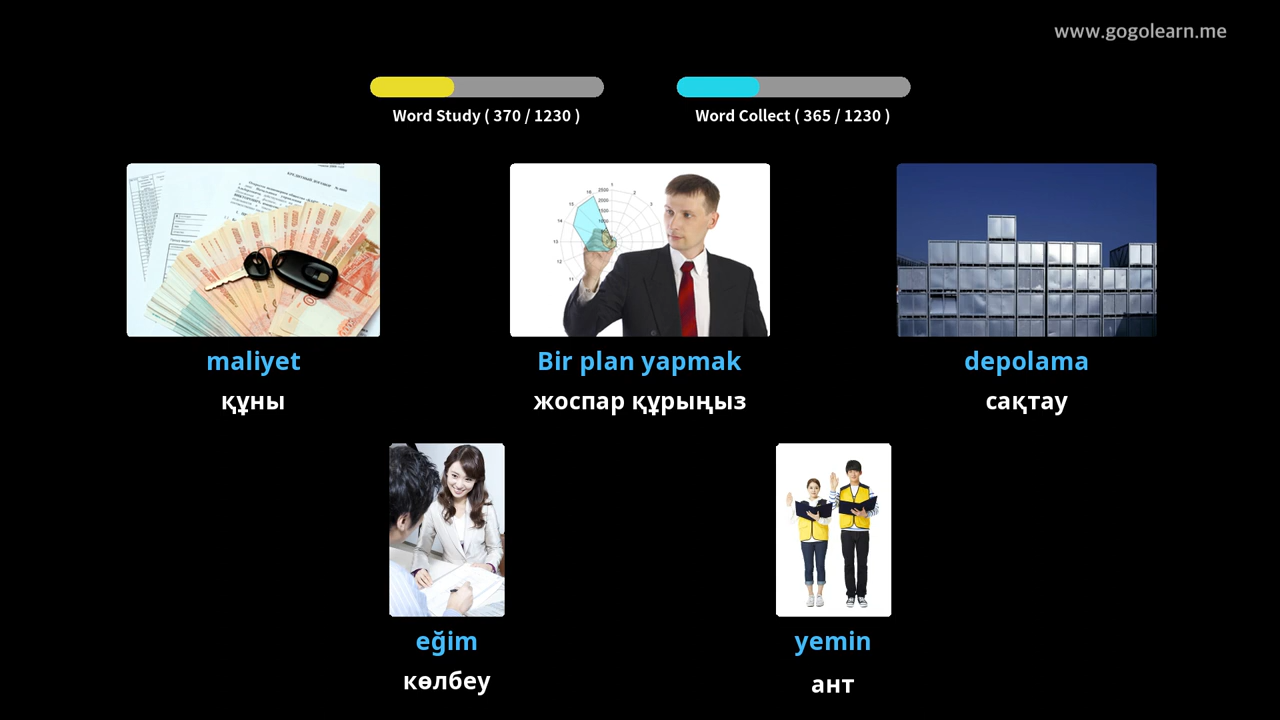 www.gogolearn.me
Word Study ( 370 / 1230 )
Word Collect ( 365 / 1230 )
maliyet
құны
Bir plan yapmak
жоспар құрыңыз
depolama
сақтау
eğim
көлбеу
yemin
ант